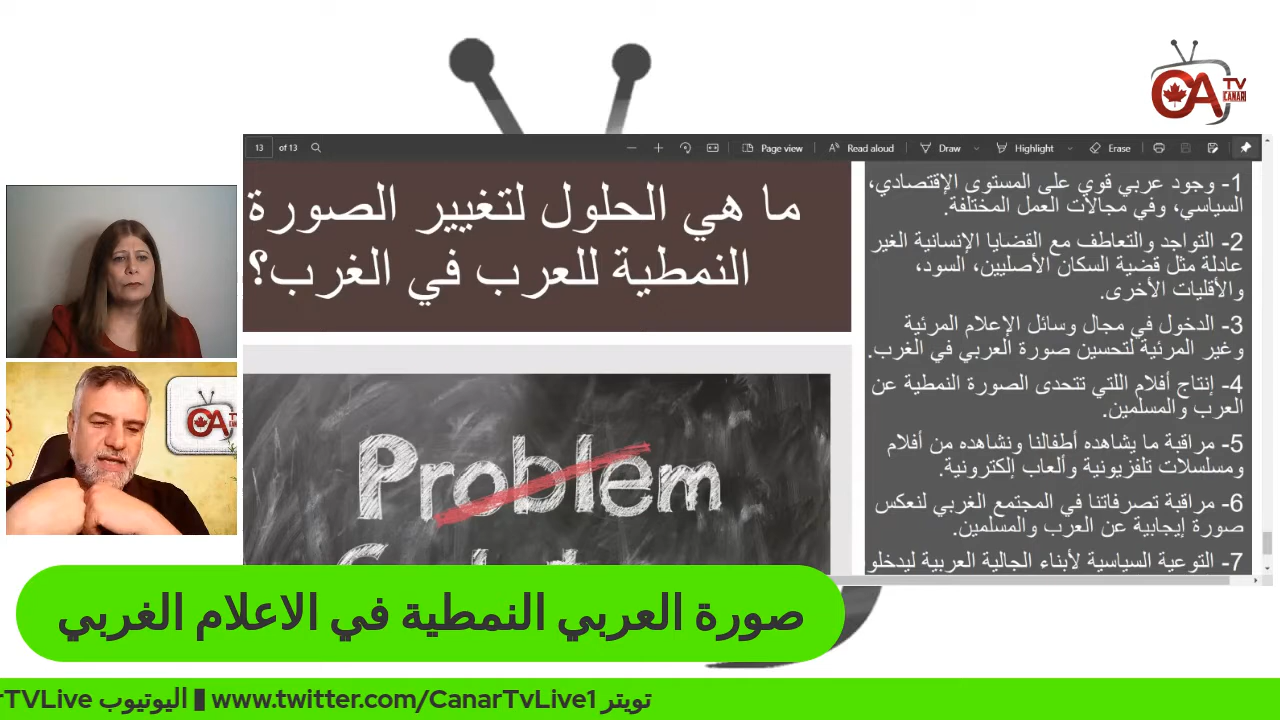 CA TV
CANAR
13 of 13 Page view Read aloud Draw Highlight Erase
ما هي الحلول لتغيير الصورة
النمطية للعرب في الغرب؟
1- وجود عربي قوي على المستوى الإقتصادي،
السياسي، وفي مجالات العمل المختلفة.
2- التواجد والتعاطف مع القضايا الإنسانية الغير
عادلة مثل قضية السكان الأصليين، السود،
والأقليات الأخرى.
3- الدخول في مجال وسائل الإعلام المرئية
وغير المرئية لتحسين صورة العربي في الغرب.
4- إنتاج أفلام اللتي تتحدى الصورة النمطية عن
العرب والمسلمين.
5- مراقبة ما يشاهده أطفالنا ونشاهده من أفلام
ومسلسلات تلفزيونية وألعاب إلكترونية.
6- مراقبة تصرفاتنا في المجتمع الغربي لنعكس
صورة إيجابية عن العرب والمسلمين.
7- التوعية السياسية لأبناء الجالية العربية ليدخلو
Problem
CA TV
صورة العربي النمطية في الاعلام الغربي
تويتر www.twitter.com/CanarTvLive1 اليوتيوب rTVLive